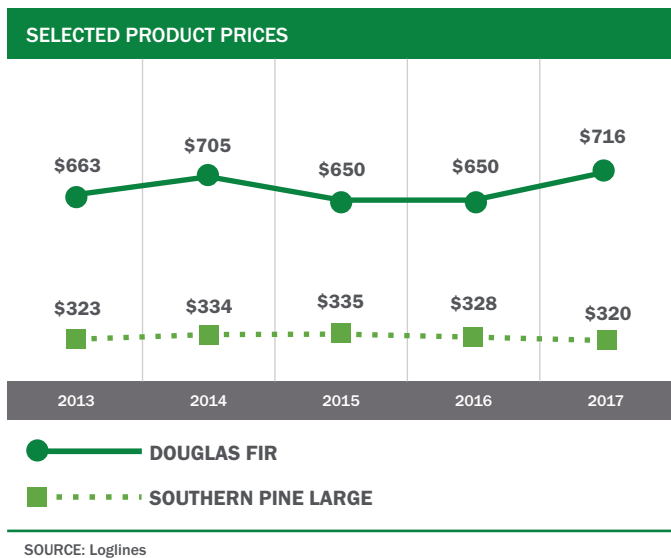 SELECTED PRODUCT PRICES
$663 $705 $650 $650 $716
$323 $334 $335 $328 $320
2013 2014 2015 2016 2017
DOUGLAS FIR
SOUTHERN PINE LARGE
SOURCE: Loglines